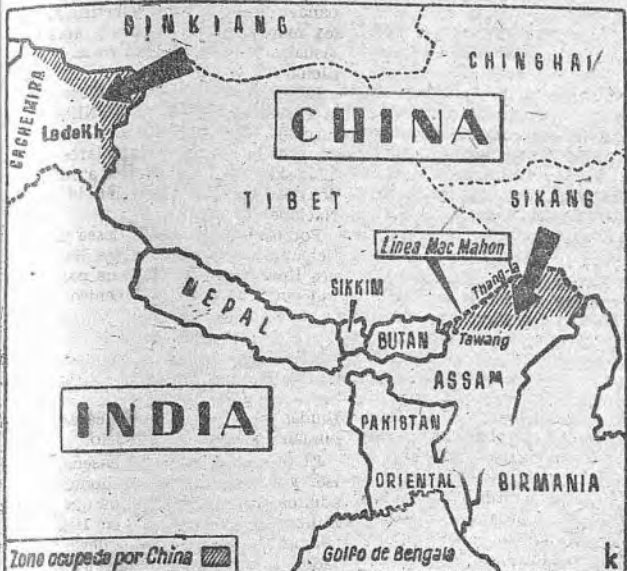 SINKIANG
CHINGHAI
CACHEMIRA
Ladakh
CHINA
TIBET
SIKANG
Línea Mac Mahon
Thang-la
NEPAL
SIKKIM
BUTAN
Tawang
ASSAM
INDIA
PAKISTAN
ORIENTAL
BIRMANIA
Zona ocupada por China
Golfo de Bengala
k